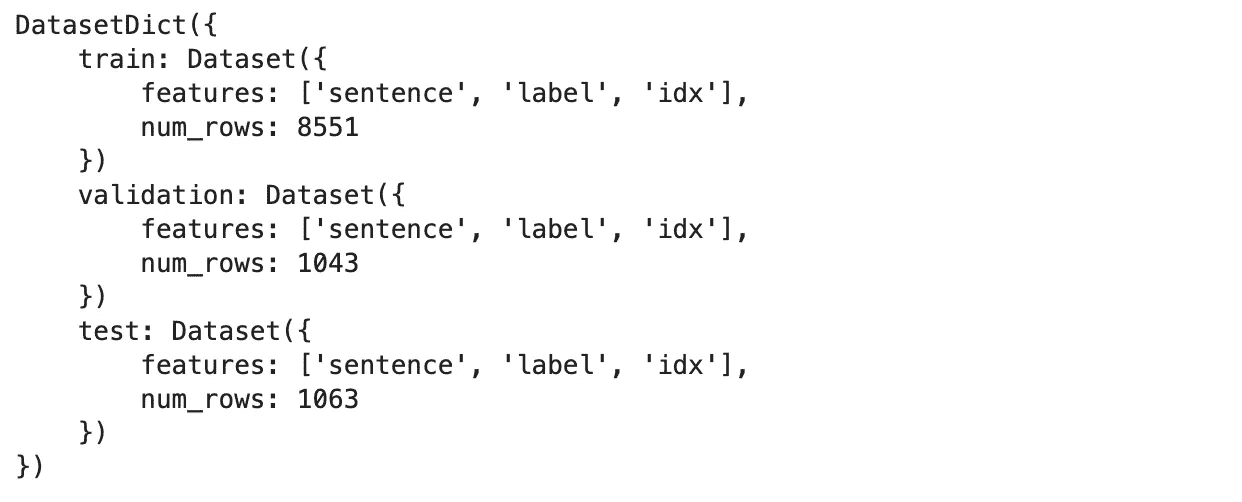 DatasetDict({
    train: Dataset({
        features: ['sentence', 'label', 'idx'],
        num_rows: 8551
    })
    validation: Dataset({
        features: ['sentence', 'label', 'idx'],
        num_rows: 1043
    })
    test: Dataset({
        features: ['sentence', 'label', 'idx'],
        num_rows: 1063
    })
})